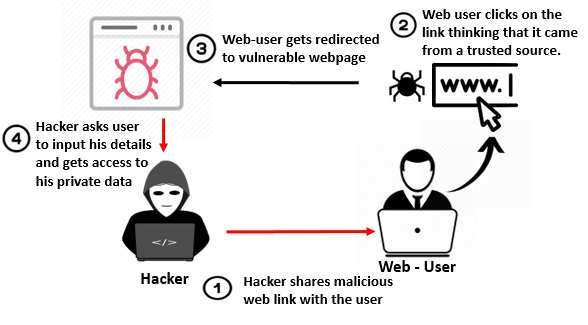 2 Web user clicks on the
link thinking that it came
from a trusted source.
3 Web-user gets redirected
to vulnerable webpage
www. |
4 Hacker asks user
to input his details
and gets access to
his private data
</>
Hacker
Web - User
1 Hacker shares malicious
web link with the user